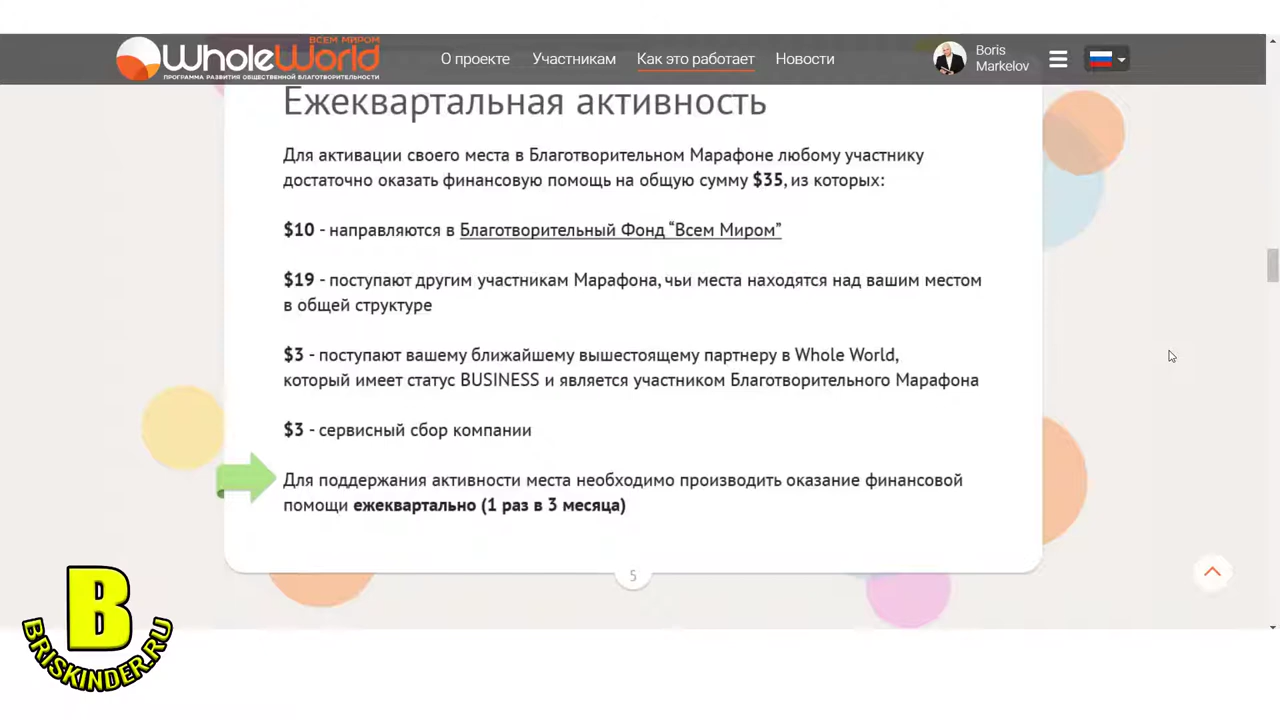 ВСЕМ МИРОМ
WholeWorld
ПРОГРАММА РАЗВИТИЯ ОБЩЕСТВЕННОЙ БЛАГОТВОРИТЕЛЬНОСТИ
О проекте Участникам Как это работает Новости
Boris
Markelov
Ежеквартальная активность
Для активации своего места в Благотворительном Марафоне любому участнику
достаточно оказать финансовую помощь на общую сумму $35, из которых:
$10 - направляются в Благотворительный Фонд “Всем Миром”
$19 - поступают другим участникам Марафона, чьи места находятся над вашим местом
в общей структуре
$3 - поступают вашему ближайшему вышестоящему партнеру в Whole World,
который имеет статус BUSINESS и является участником Благотворительного Марафона
$3 - сервисный сбор компании
Для поддержания активности места необходимо производить оказание финансовой
помощи ежеквартально (1 раз в 3 месяца)
5
B
BRISKINDER.RU